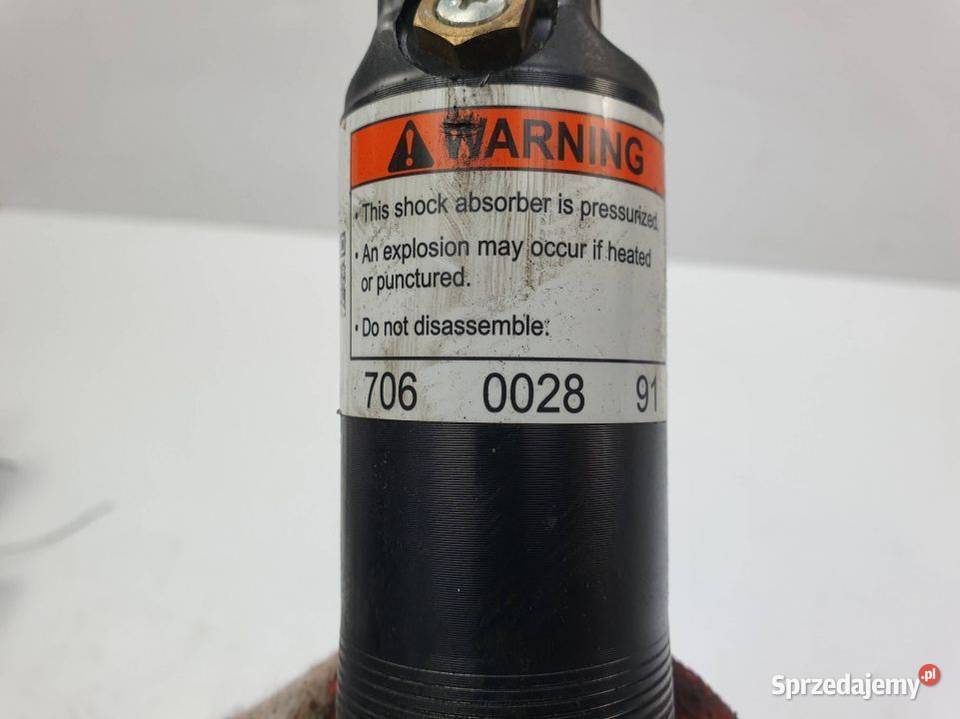 WARNING
• This shock absorber is pressurized.
• An explosion may occur if heated
or punctured.
• Do not disassemble.
706 0028 91
Sprzedajemy.pl